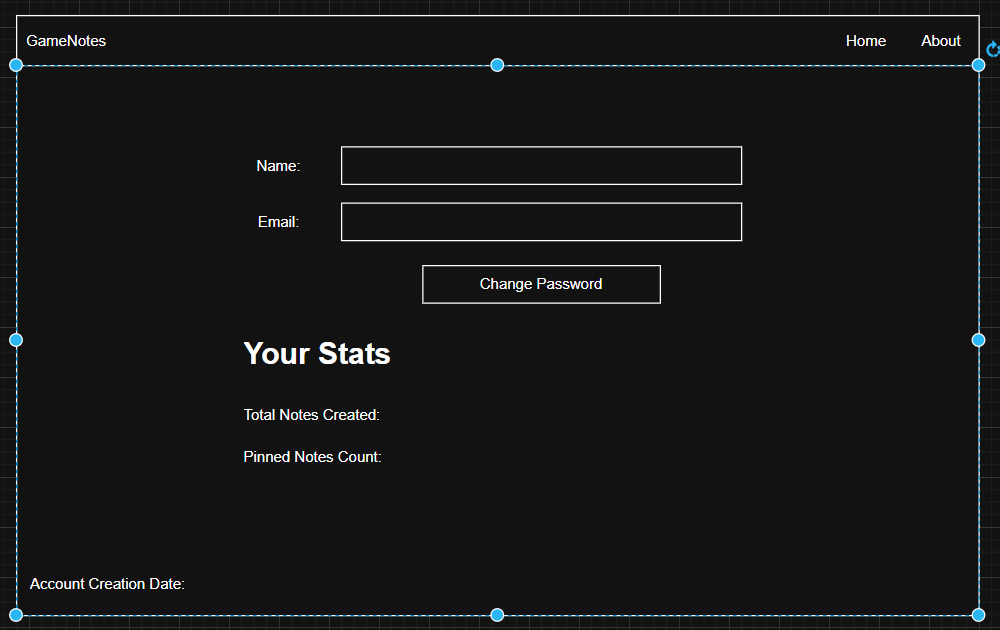 GameNotes Home About
Name:
Email:
Change Password
Your Stats
Total Notes Created:
Pinned Notes Count:
Account Creation Date: